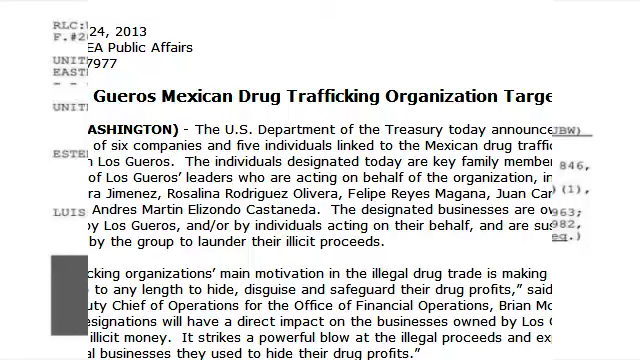 RLC:
24, 2013
F.#2
EA Public Affairs
UNIT
7977
EAST
Gueros Mexican Drug Trafficking Organization Targe
UNIT
ASHINGTON) - The U.S. Department of the Treasury today announce
JBW)
of six companies and five individuals linked to the Mexican drug traffic
ESTE
Los Gueros. The individuals designated today are key family member
846,
of Los Gueros’ leaders who are acting on behalf of the organization, in
ra Jimenez, Rosalina Rodriguez Olivera, Felipe Reyes Magana, Juan Car
)(1),
LUIS
Andres Martin Elizondo Castaneda. The designated businesses are ow
963;
by Los Gueros, and/or by individuals acting on their behalf, and are sus
982,
by the group to launder their illicit proceeds.
eq.)
cking organizations’ main motivation in the illegal drug trade is making
to any length to hide, disguise and safeguard their drug profits,” said
uty Chief of Operations for the Office of Financial Operations, Brian Mc
esignations will have a direct impact on the businesses owned by Los G
illicit money. It strikes a powerful blow at the illegal proceeds and ex
al businesses they used to hide their drug profits.”